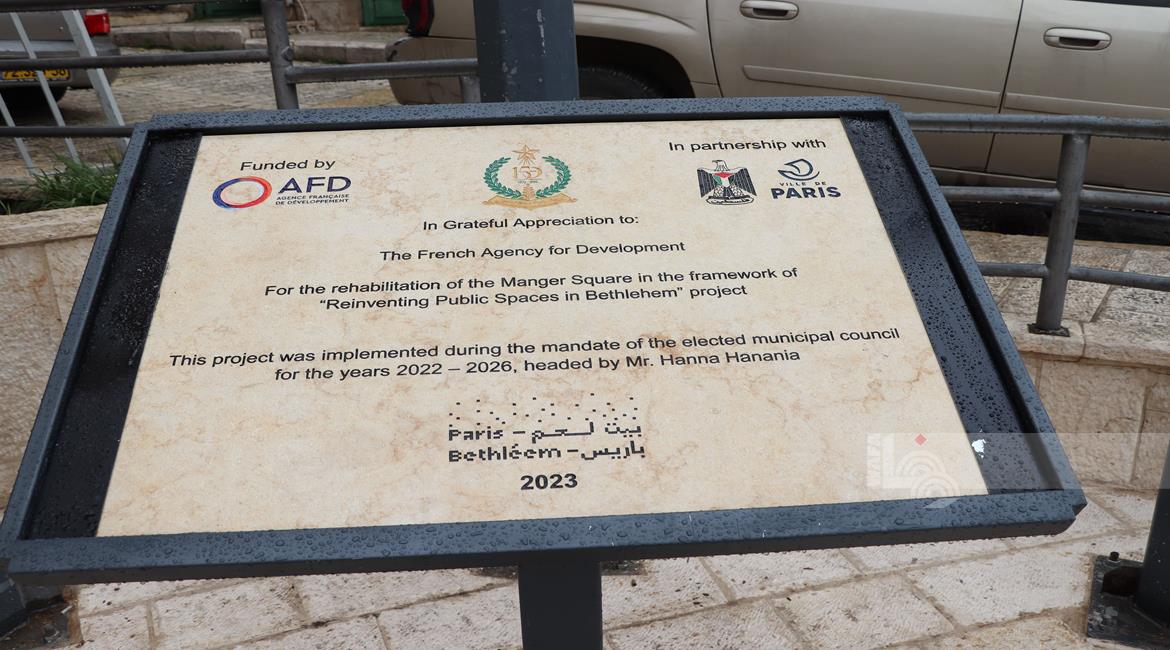 Funded by
AFD
AGENCE FRANÇAISE
DE DÉVELOPPEMENT
150
In partnership with
فلسطين
VILLE DE
PARIS
In Grateful Appreciation to:
The French Agency for Development
For the rehabilitation of the Manger Square in the framework of
“Reinventing Public Spaces in Bethlehem” project
This project was implemented during the mandate of the elected municipal council
for the years 2022 – 2026, headed by Mr. Hanna Hanania
Paris – بيت لحم
Bethléem – باريس
2023